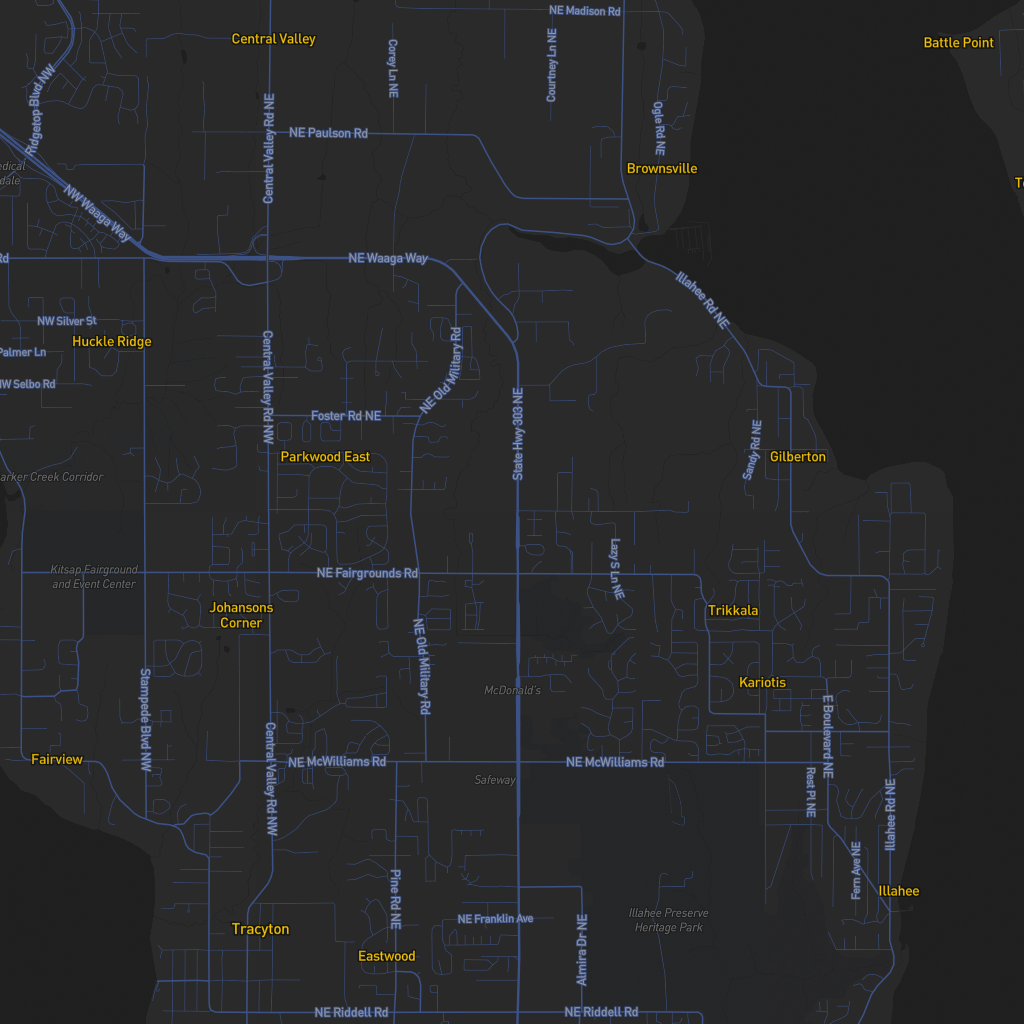 NE Madison Rd
Central Valley
Battle Point
Corey Ln NE
Courtney Ln NE
Ridgetop Blvd NW
Central Valley Rd NE
NE Paulson Rd
Ogle Rd NE
edical
dale
Brownsville
NW Waaga Way
Rd
NE Waaga Way
Illahee Rd NE
NW Silver St
Huckle Ridge
Palmer Ln
NW Selbo Rd
Central Valley Rd NW
NE Old Military Rd
State Hwy 303 NE
Foster Rd NE
Parkwood East
Sandy Rd NE
Gilberton
arker Creek Corridor
Kitsap Fairground
and Event Center
NE Fairgrounds Rd
Lazy S Ln NE
Johansons
Corner
Trikkala
NE Old Military Rd
Kariotis
McDonald's
Stampede Blvd NW
E Boulevard NE
Fairview
Central Valley Rd NW
NE McWilliams Rd
NE McWilliams Rd
Safeway
Rest Pl NE
Illahee Rd NE
Fern Ave NE
Illahee
Pine Rd NE
NE Franklin Ave
Illahee Preserve
Heritage Park
Almira Dr NE
Tracyton
Eastwood
NE Riddell Rd
NE Riddell Rd